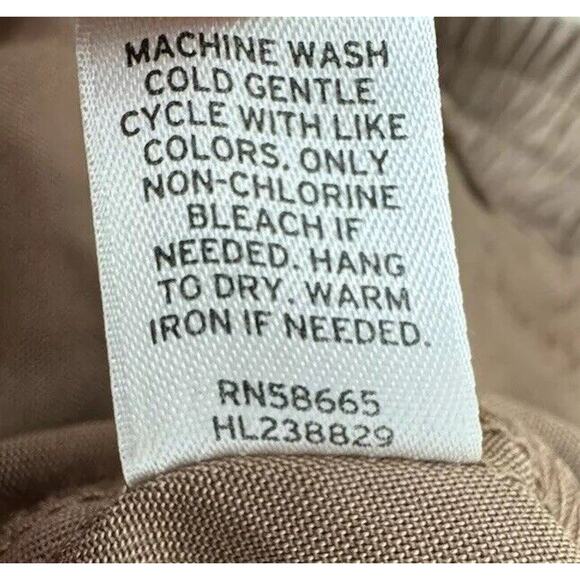 MACHINE WASH
COLD GENTLE
CYCLE WITH LIKE
COLORS. ONLY
NON-CHLORINE
BLEACH IF
NEEDED. HANG
TO DRY. WARM
IRON IF NEEDED.
RN58665
HL238829